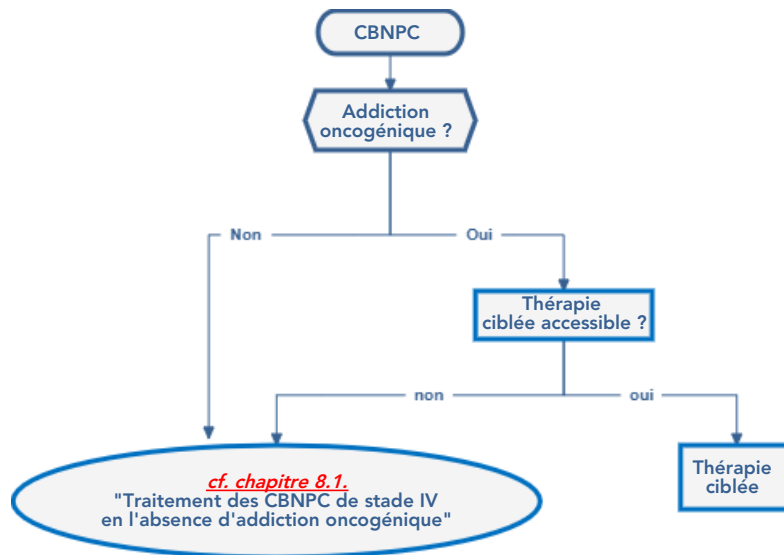 CBNPC
Addiction
oncogénique ?
Non
Oui
Thérapie
ciblée accessible ?
non
oui
cf. chapitre 8.1.
"Traitement des CBNPC de stade IV
en l'absence d'addiction oncogénique"
Thérapie
ciblée